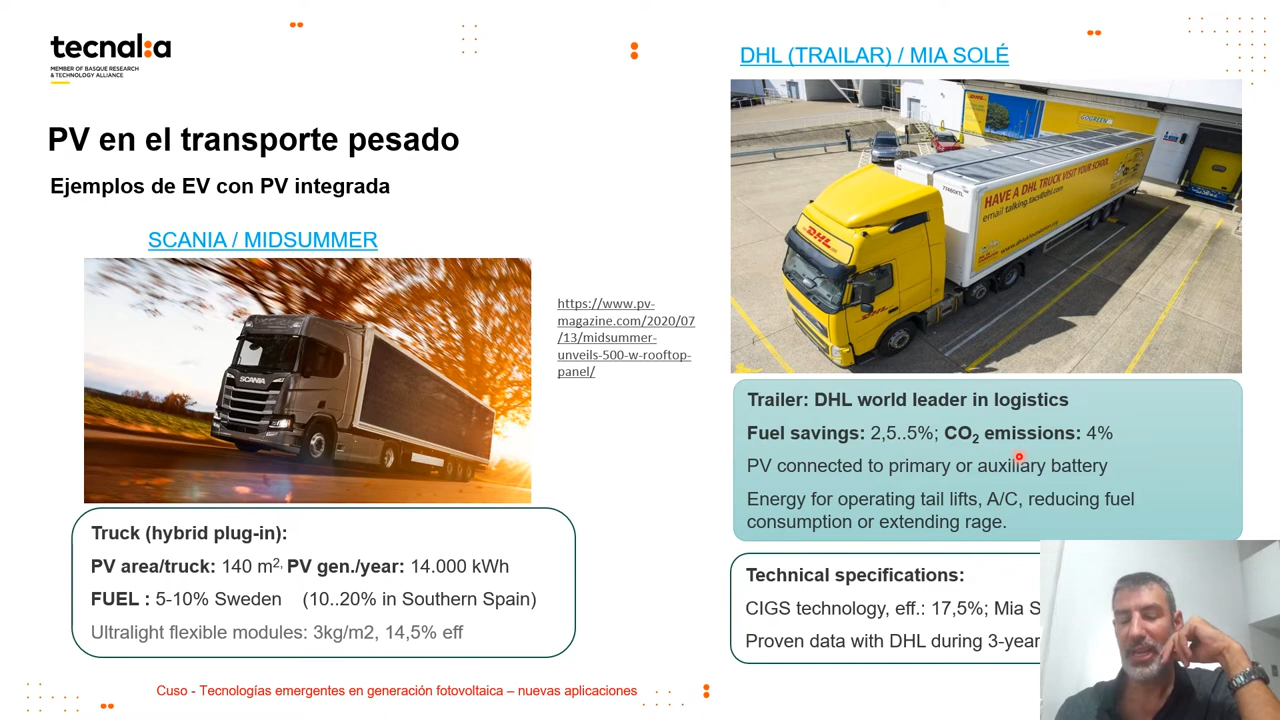 tecnal:a
MEMBER OF BASQUE RESEARCH
& TECHNOLOGY ALLIANCE
PV en el transporte pesado
Ejemplos de EV con PV integrada
SCANIA / MIDSUMMER
SCANIA
https://www.pv-
magazine.com/2020/07
/13/midsummer-
unveils-500-w-rooftop-
panel/
Truck (hybrid plug-in):
PV area/truck: 140 m2, PV gen./year: 14.000 kWh
FUEL : 5-10% Sweden (10..20% in Southern Spain)
Ultralight flexible modules: 3kg/m2, 14,5% eff
DHL (TRAILAR) / MIA SOLÉ
GOGREEN
HAVE A DHL TRUCK VISIT YOUR SCHOOL
DHL
DHL
Trailer: DHL world leader in logistics
Fuel savings: 2,5..5%; CO2 emissions: 4%
PV connected to primary or auxiliary battery
Energy for operating tail lifts, A/C, reducing fuel
consumption or extending rage.
Technical specifications:
CIGS technology, eff.: 17,5%; Mia S
Proven data with DHL during 3-year
Cuso - Tecnologías emergentes en generación fotovoltaica – nuevas aplicaciones